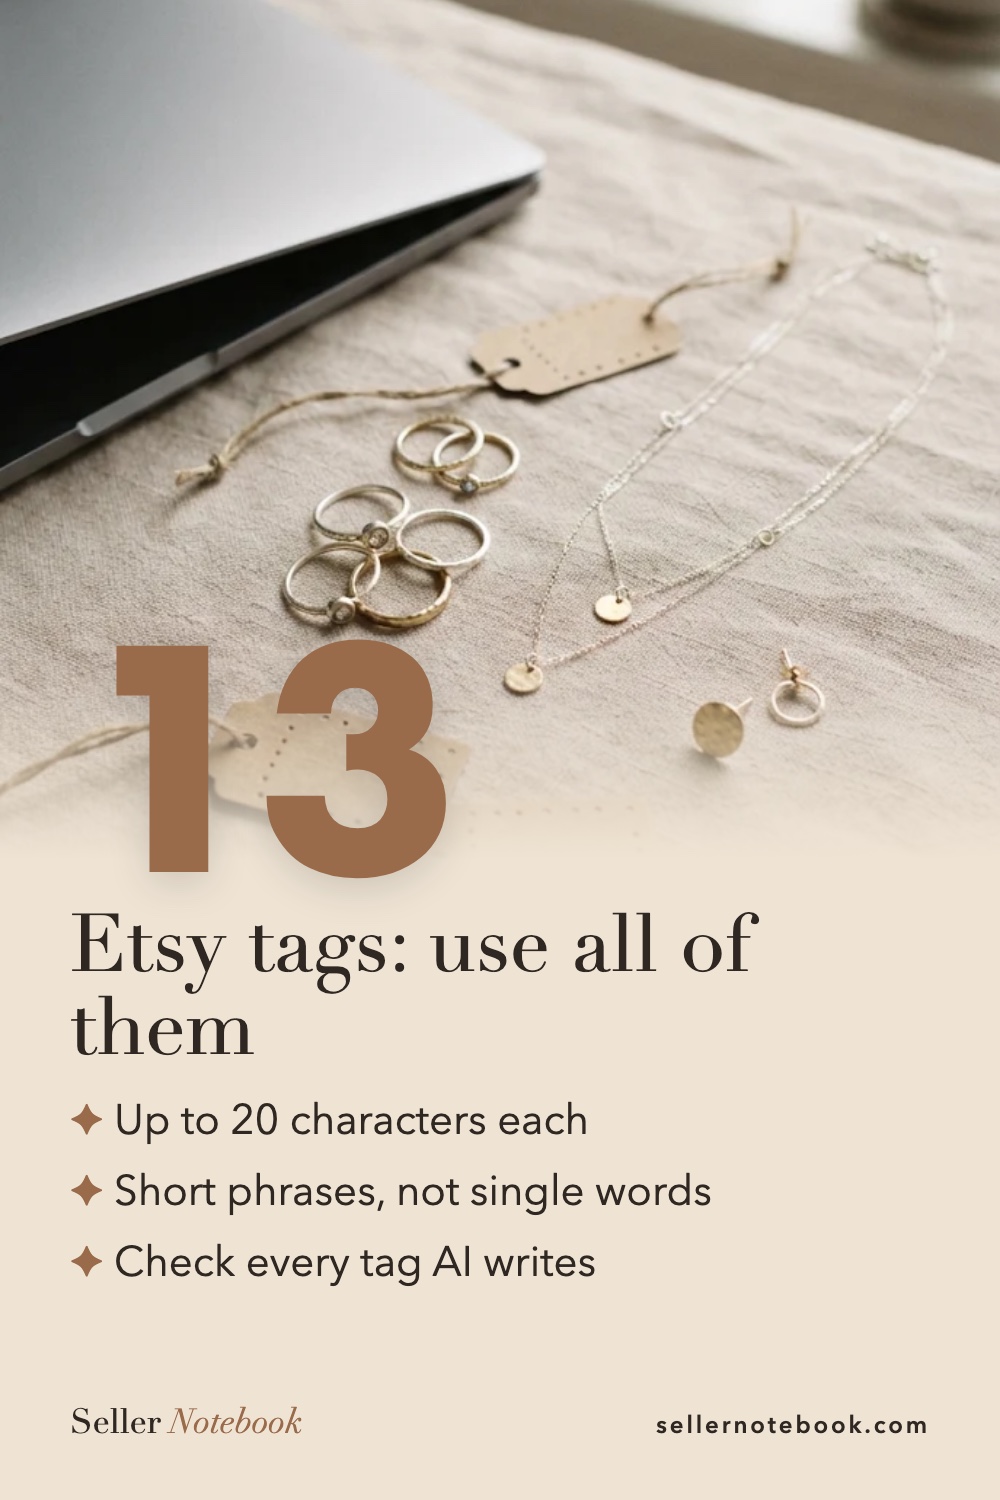 13
Etsy tags: use all of
them
Up to 20 characters each
Short phrases, not single words
Check every tag AI writes
Seller Notebook
sellernotebook.com